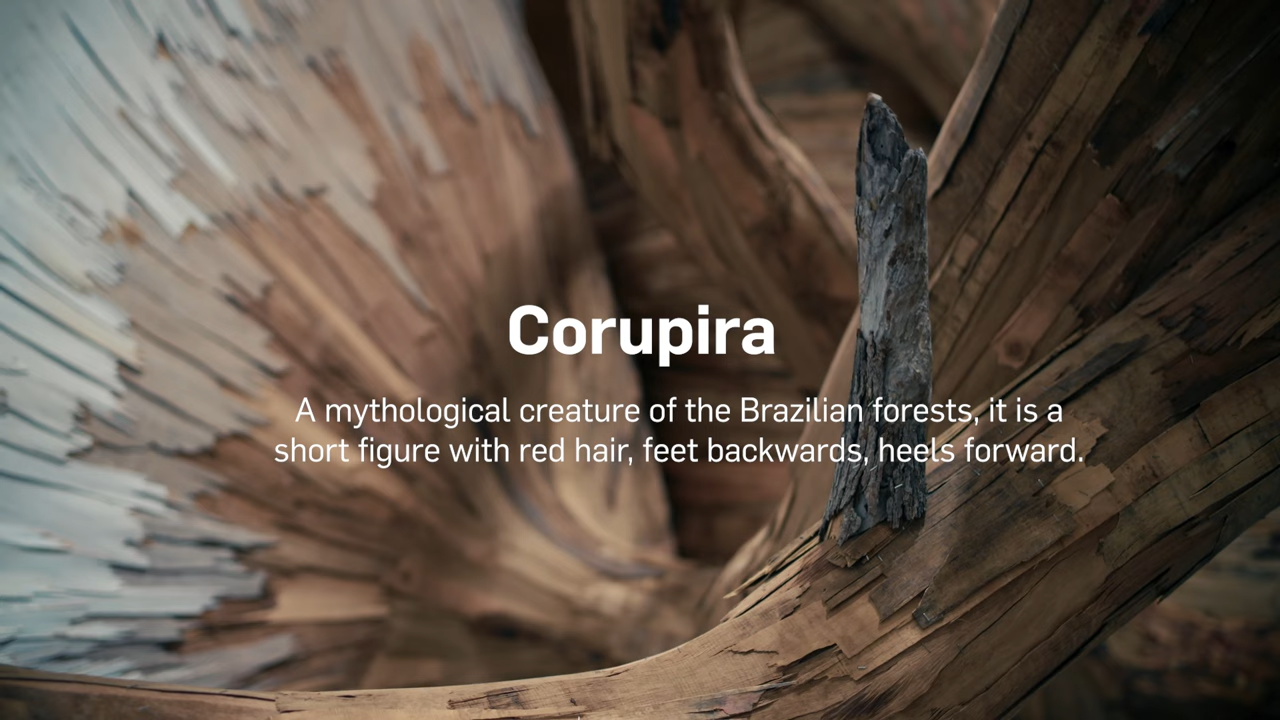 Corupira
A mythological creature of the Brazilian forests, it is a
short figure with red hair, feet backwards, heels forward.